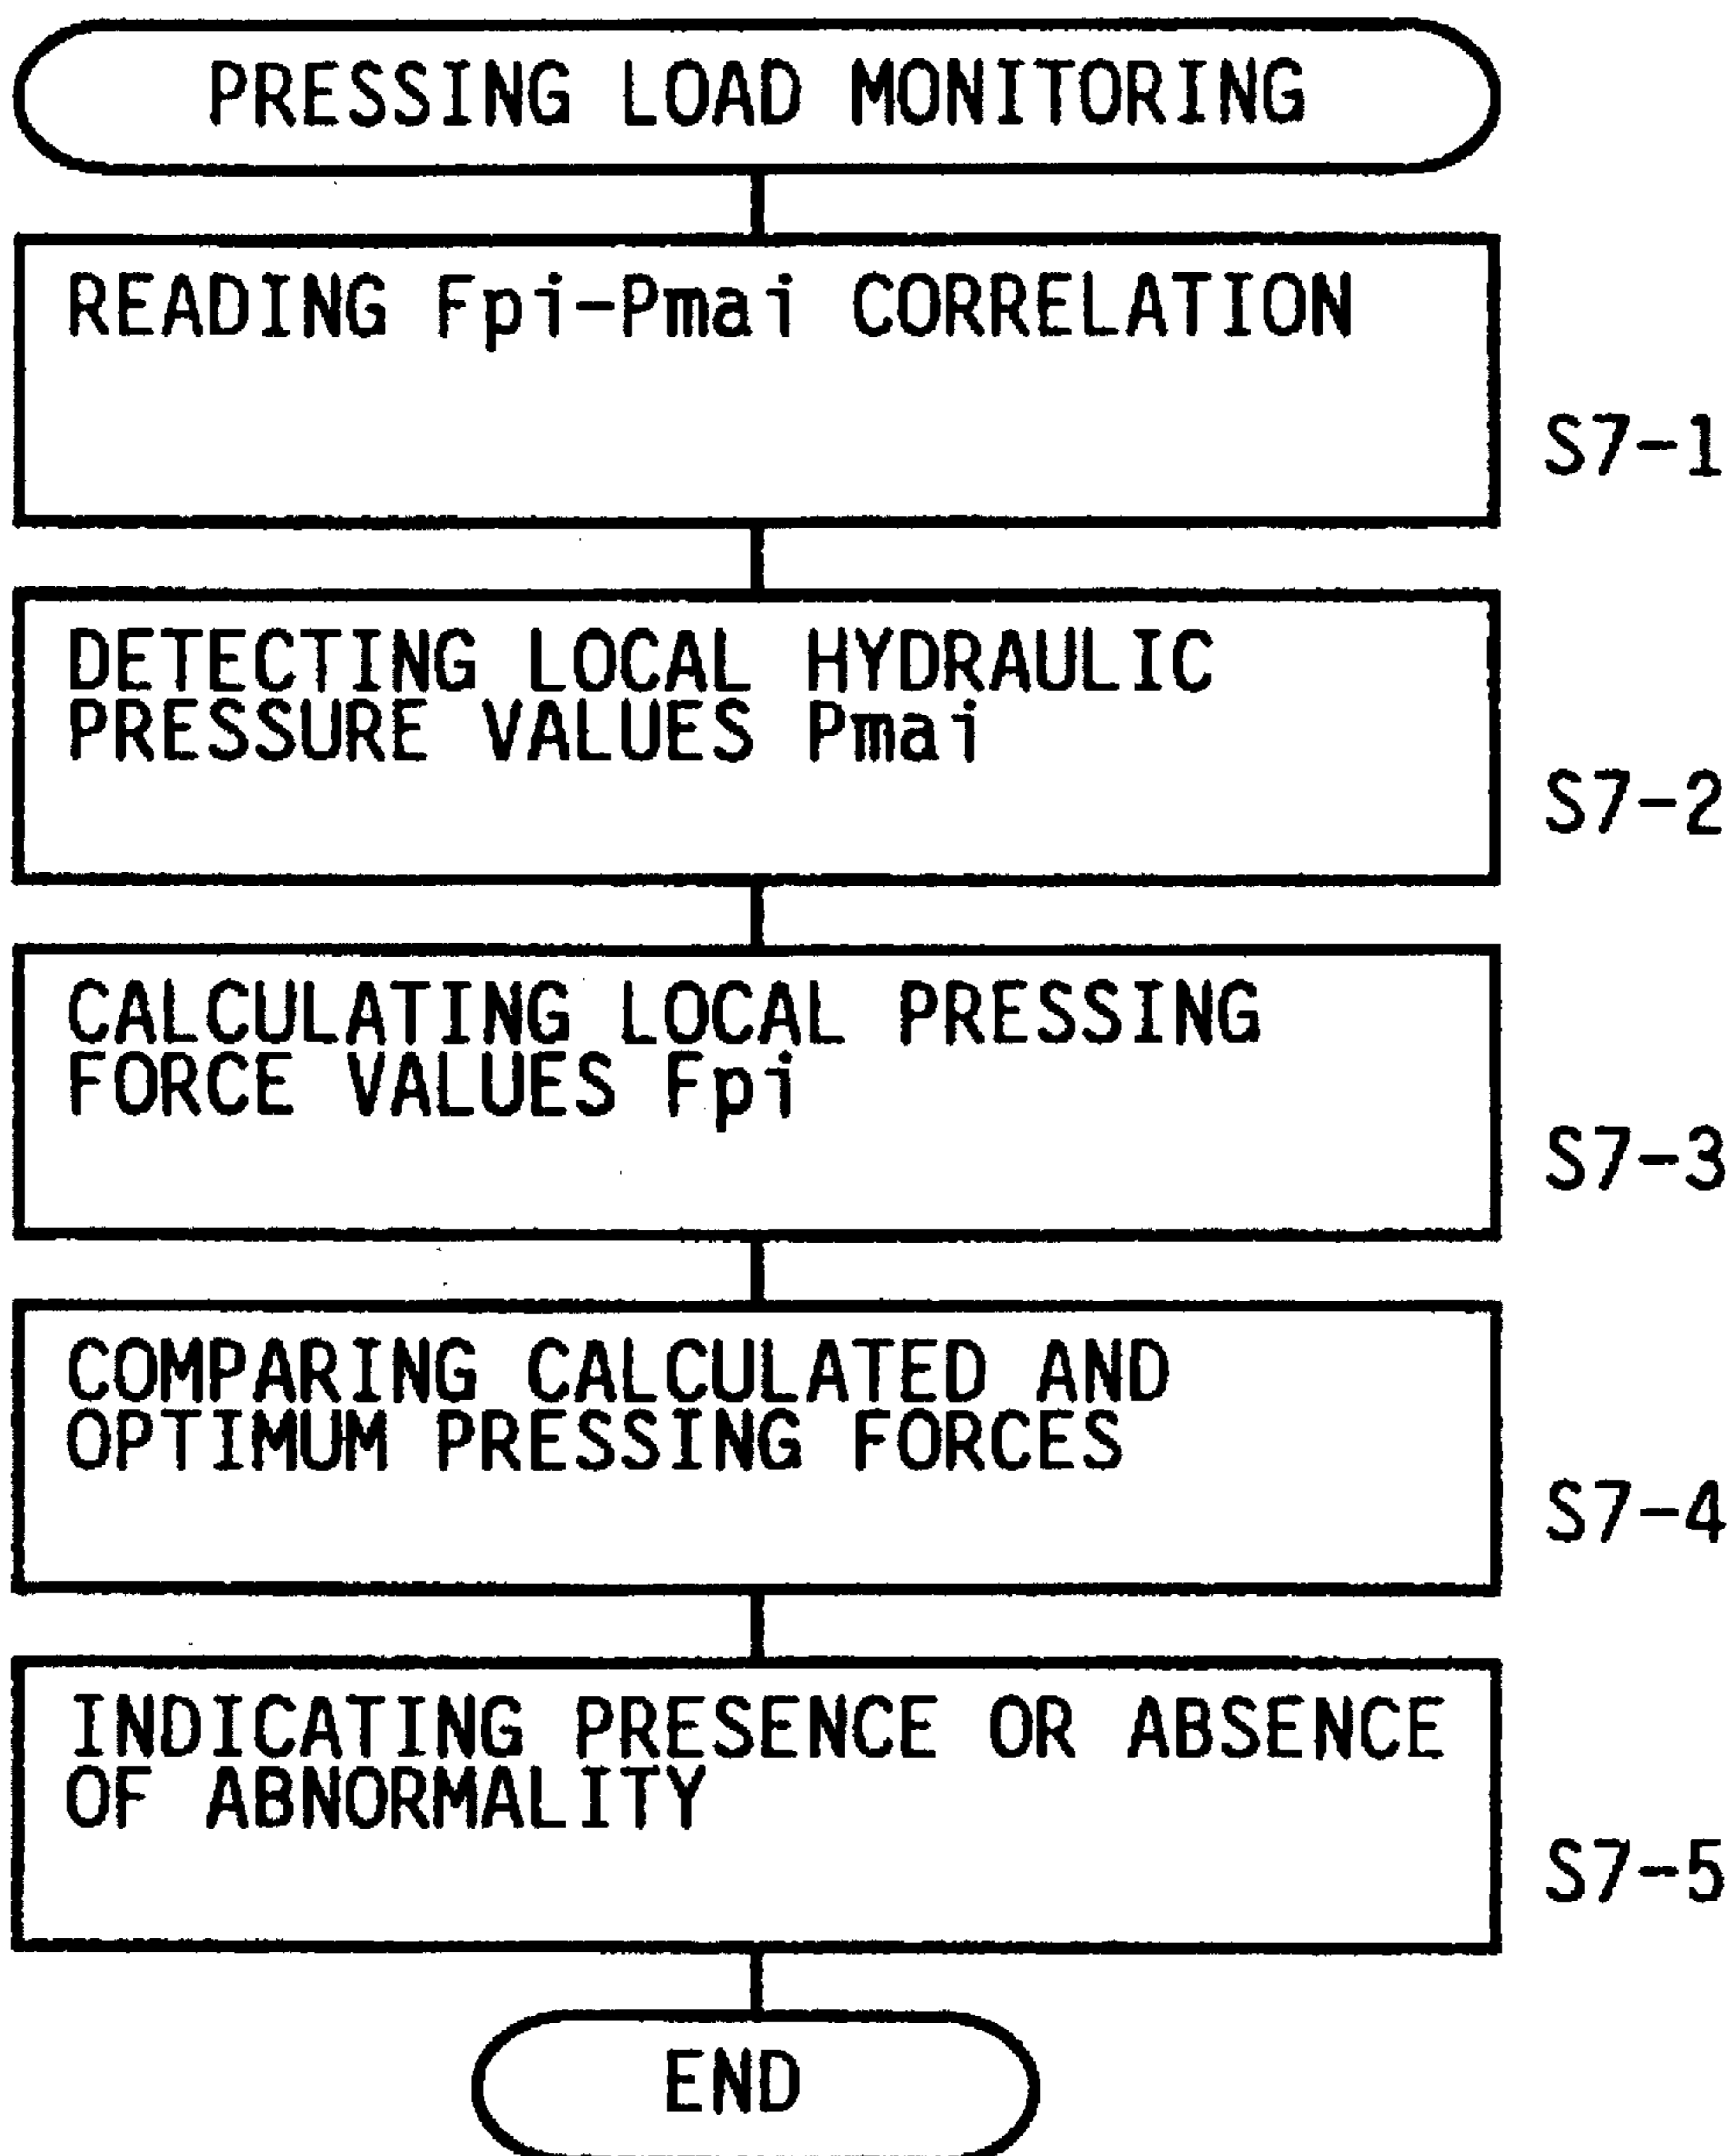 PRESSING LOAD MONITORING
READING Fpi-Pmai CORRELATION
S7-1
DETECTING LOCAL HYDRAULIC
PRESSURE VALUES Pmai
S7-2
CALCULATING LOCAL PRESSING
FORCE VALUES Fpi
S7-3
COMPARING CALCULATED AND
OPTIMUM PRESSING FORCES
S7-4
INDICATING PRESENCE OR ABSENCE
OF ABNORMALITY
S7-5
END